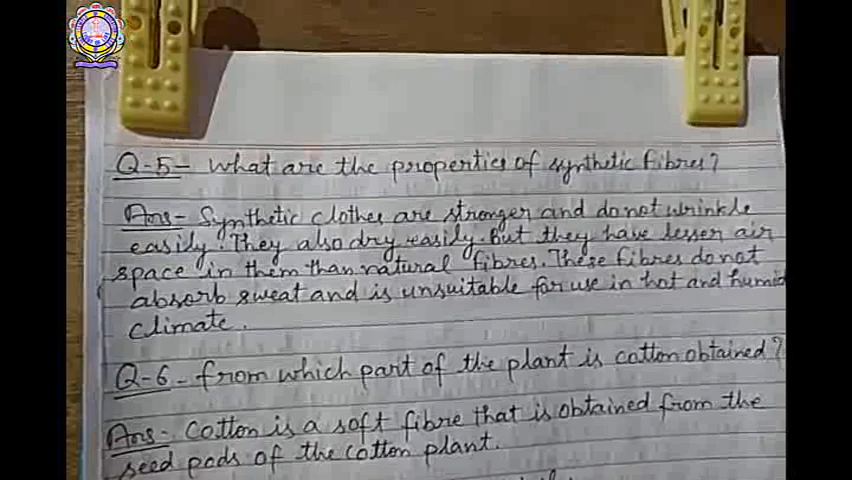 Q-5- What are the properties of synthetic fibres?
Ans- Synthetic clothes are stronger and do not wrinkle
easily. They also dry easily. But they have lesser air
space in them than natural fibres. These fibres do not
absorb sweat and is unsuitable for use in hot and humid
climate.
Q-6- From which part of the plant is cotton obtained?
Ans- Cotton is a soft fibre that is obtained from the
seed pods of the cotton plant.